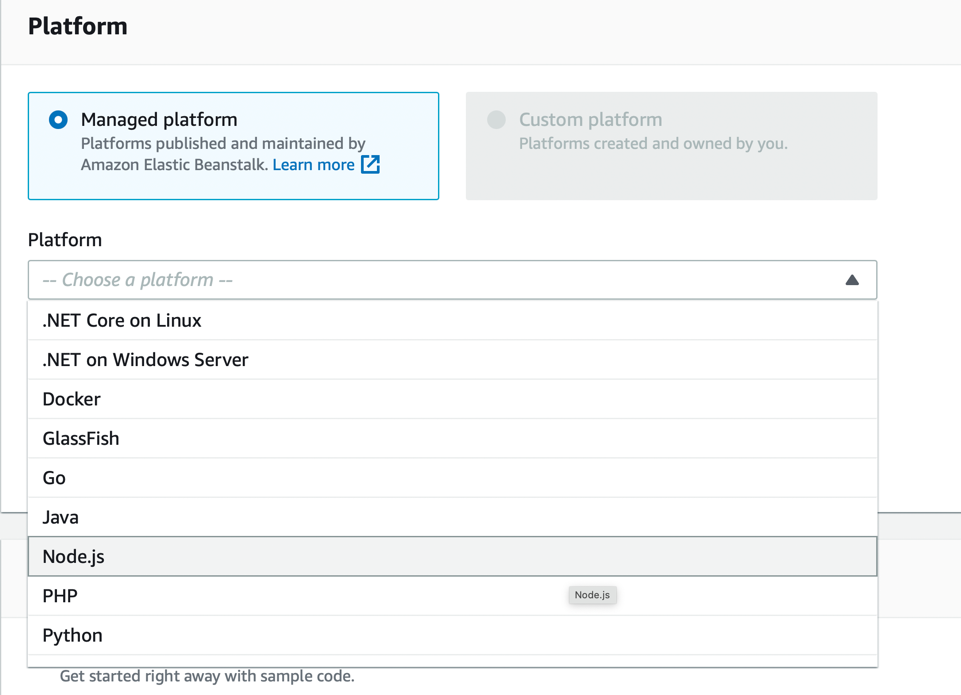 Platform
Managed platform
Platforms published and maintained by
Amazon Elastic Beanstalk. Learn more
Custom platform
Platforms created and owned by you.
Platform
-- Choose a platform --
.NET Core on Linux
.NET on Windows Server
Docker
GlassFish
Go
Java
Node.js
PHP
Node.js
Python
Get started right away with sample code.